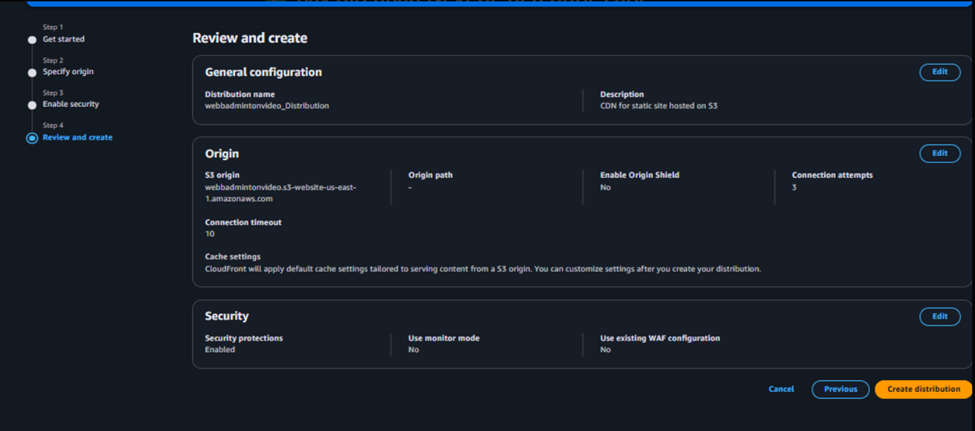 Step 1
Get started
Step 2
Specify origin
Step 3
Enable security
Step 4
Review and create
Review and create
General configuration
Edit
Distribution name
webbadmintonvideo_Distribution
Description
CDN for static site hosted on S3
Origin
Edit
S3 origin
webbadmintonvideo.s3-website-us-east-
1.amazonaws.com
Origin path
-
Enable Origin Shield
No
Connection attempts
3
Connection timeout
10
Cache settings
CloudFront will apply default cache settings tailored to serving content from a S3 origin. You can customize settings after you create your distribution.
Security
Edit
Security protections
Enabled
Use monitor mode
No
Use existing WAF configuration
No
Cancel
Previous
Create distribution